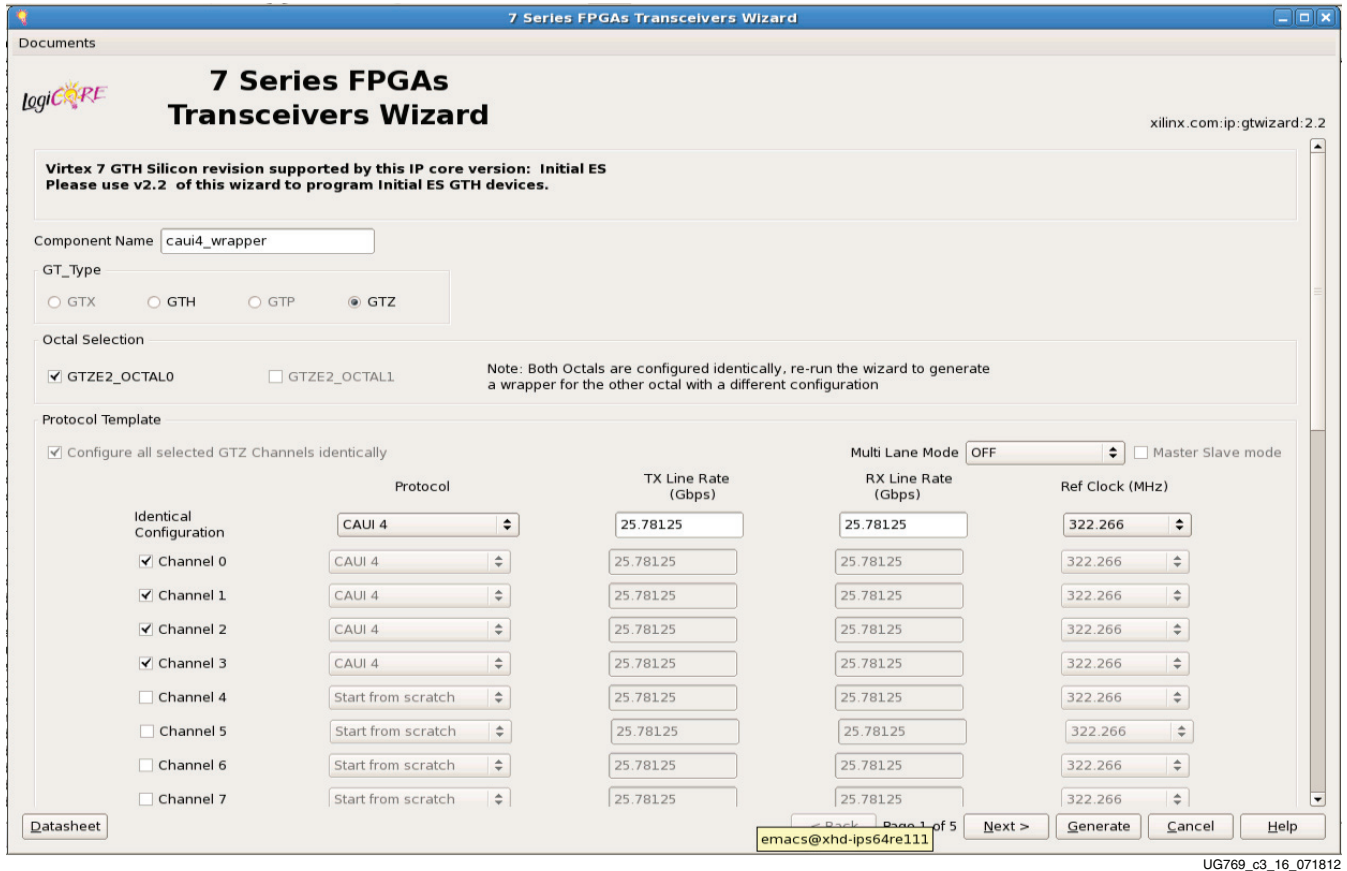 7 Series FPGAs Transceivers Wizard
Documents
LogiCORE
7 Series FPGAs
Transceivers Wizard
xilinx.com:ip:gtwizard:2.2
Virtex 7 GTH Silicon revision supported by this IP core version: Initial ES
Please use v2.2 of this wizard to program Initial ES GTH devices.
Component Name caui4_wrapper
GT_Type
GTX GTH GTP GTZ
Octal Selection
GTZE2_OCTAL0 GTZE2_OCTAL1
Note: Both Octals are configured identically, re-run the wizard to generate
a wrapper for the other octal with a different configuration
Protocol Template
Configure all selected GTZ Channels identically Multi Lane Mode OFF Master Slave mode
Protocol TX Line Rate (Gbps) RX Line Rate (Gbps) Ref Clock (MHz)
Identical Configuration CAUI 4 25.78125 25.78125 322.266
Channel 0 CAUI 4 25.78125 25.78125 322.266
Channel 1 CAUI 4 25.78125 25.78125 322.266
Channel 2 CAUI 4 25.78125 25.78125 322.266
Channel 3 CAUI 4 25.78125 25.78125 322.266
Channel 4 Start from scratch 25.78125 25.78125 322.266
Channel 5 Start from scratch 25.78125 25.78125 322.266
Channel 6 Start from scratch 25.78125 25.78125 322.266
Channel 7 Start from scratch 25.78125 25.78125 322.266
Datasheet < Back Page 1 of 5 Next > Generate Cancel Help
emacs@xhd-ips64re111
UG769_c3_16_071812